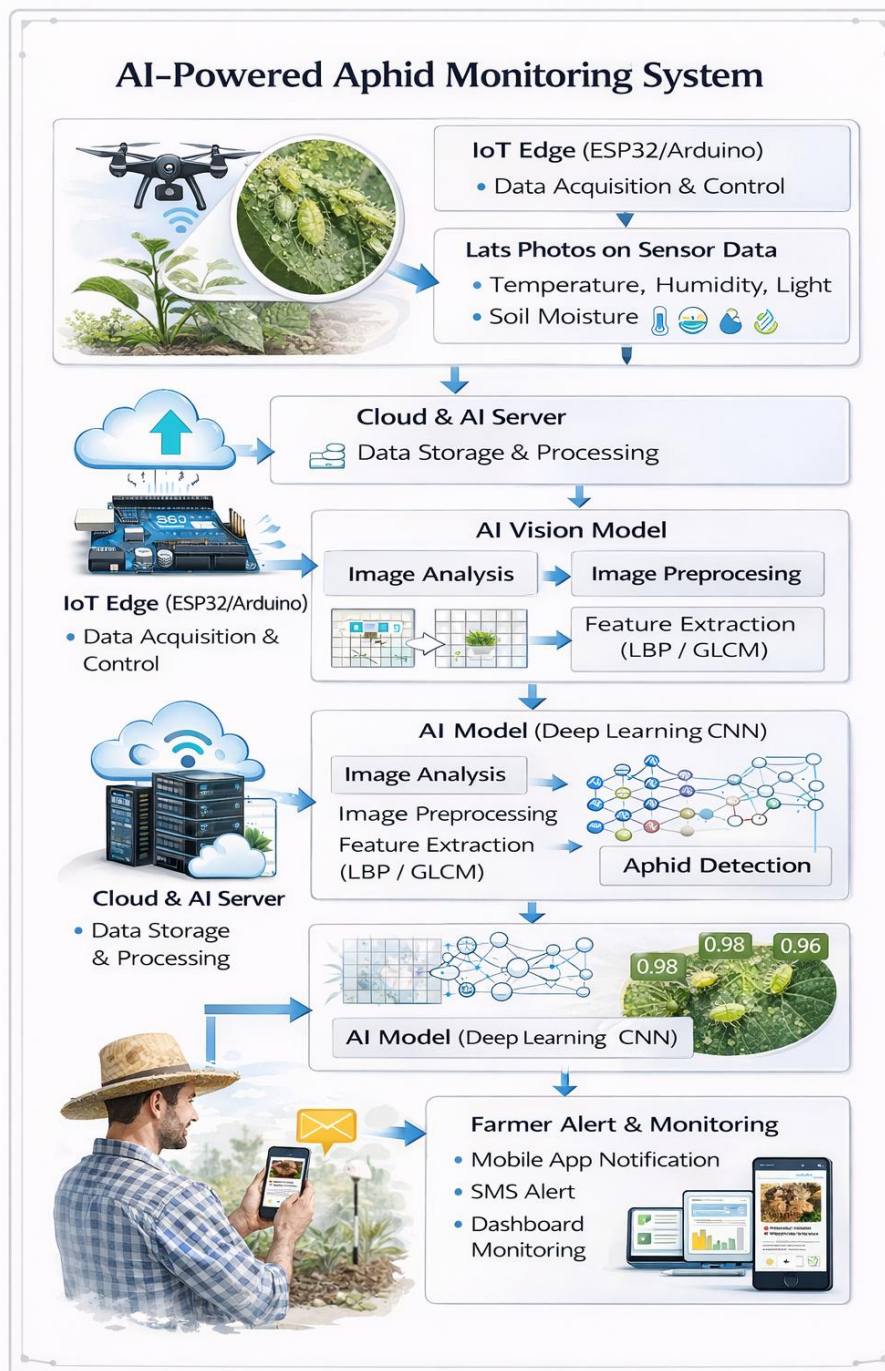 AI-Powered Aphid Monitoring System
IoT Edge (ESP32/Arduino)
• Data Acquisition & Control
Lats Photos on Sensor Data
• Temperature, Humidity, Light
• Soil Moisture
Cloud & AI Server
Data Storage & Processing
AI Vision Model
Image Analysis
Image Preprocesing
Feature Extraction
(LBP / GLCM)
IoT Edge (ESP32/Arduino)
• Data Acquisition &
Control
AI Model (Deep Learning CNN)
Image Analysis
Image Preprocessing
Feature Extraction
(LBP / GLCM)
Aphid Detection
Cloud & AI Server
• Data Storage
& Processing
0.98
0.98
0.96
AI Model (Deep Learning CNN)
Farmer Alert & Monitoring
• Mobile App Notification
• SMS Alert
• Dashboard
Monitoring